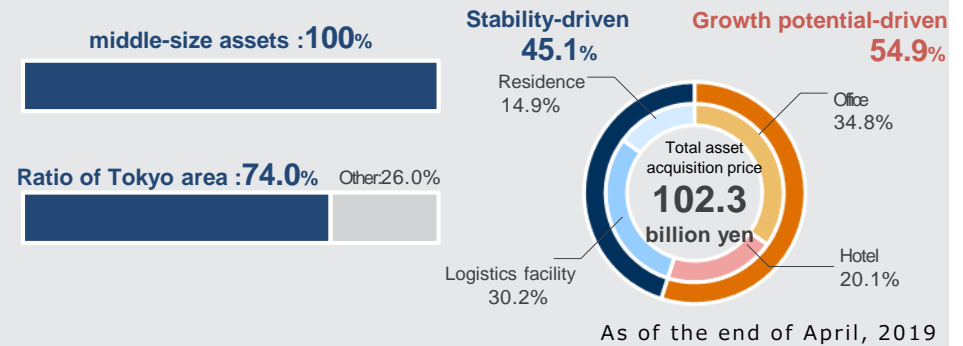 middle-size assets :100%
Ratio of Tokyo area :74.0% Other:26.0%
Stability-driven
45.1%
Growth potential-driven
54.9%
Residence
14.9%
Office
34.8%
Total asset
acquisition price
102.3
billion yen
Logistics facility
30.2%
Hotel
20.1%
As of the end of April, 2019